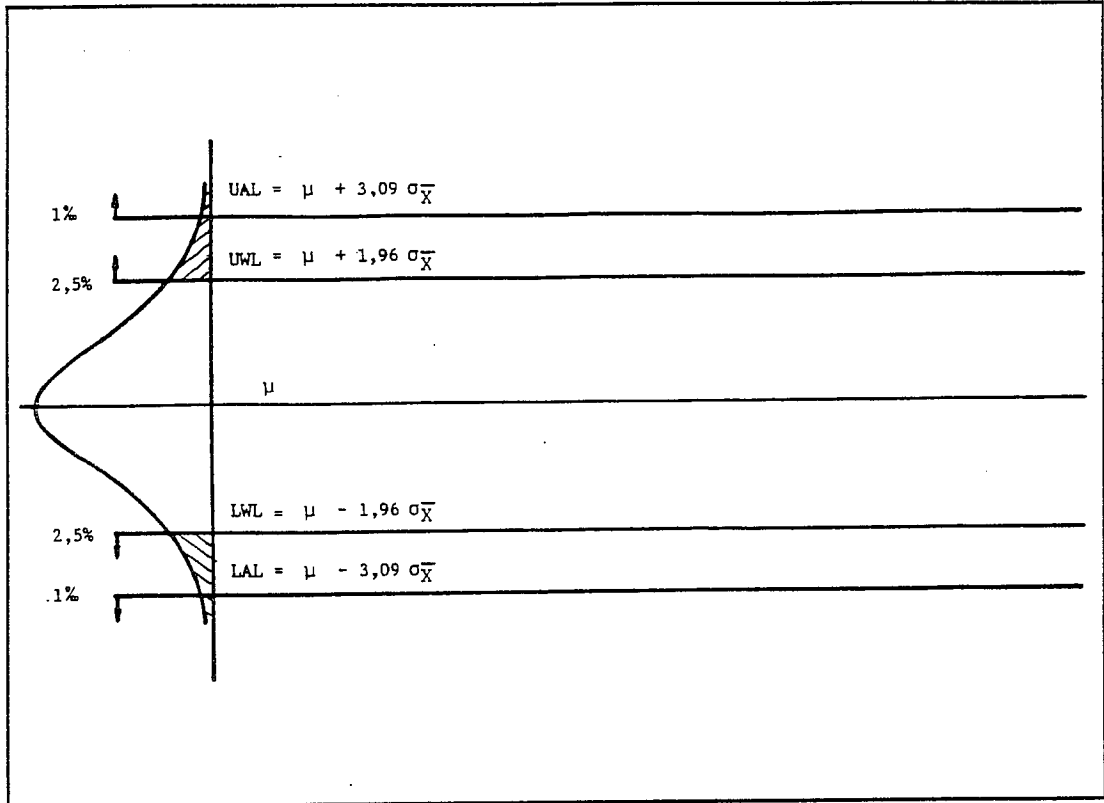 UAL = μ + 3,09 σX̅
1‰
UWL = μ + 1,96 σX̅
2,5%
μ
LWL = μ - 1,96 σX̅
2,5%
LAL = μ - 3,09 σX̅
.1‰